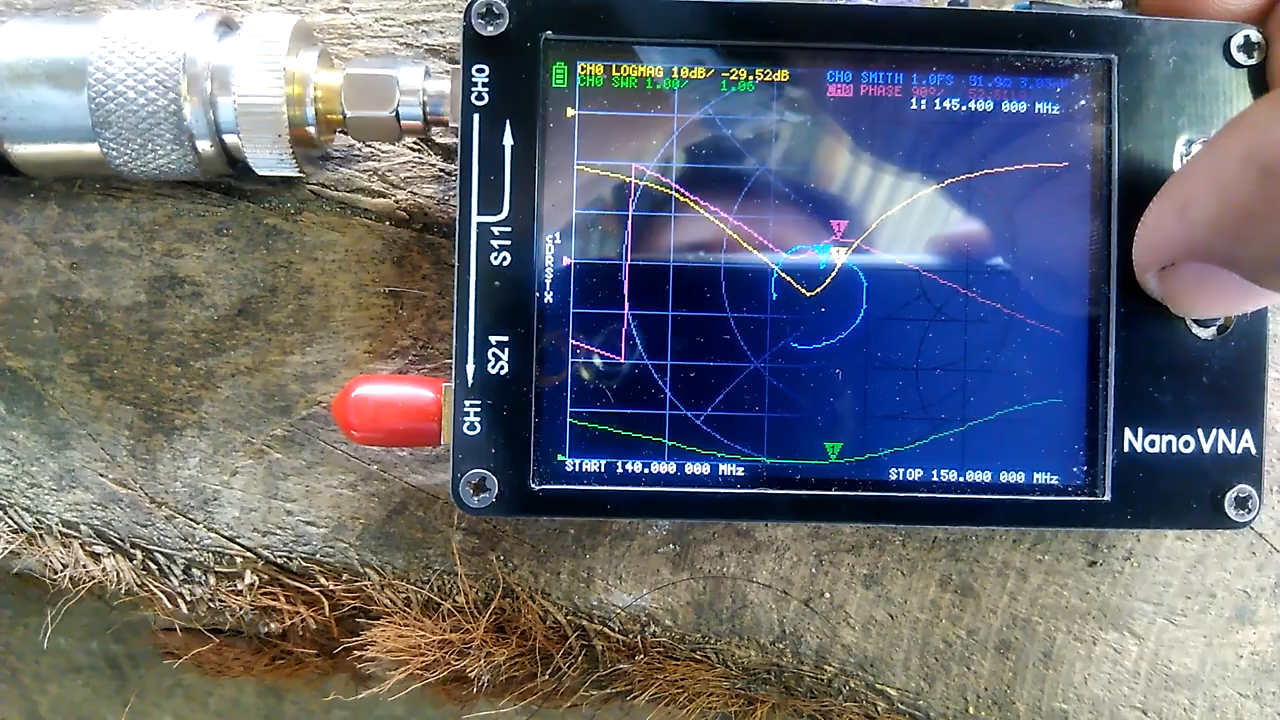 CH0
S11
S21
CH1
CH0 LOGMAG 10dB/ -29.52dB
CH0 SWR 1.00/ 1.06
CH0 SMITH 1.0FS
CH0 PHASE 90°/
1: 145.400 000 MHz
START 140.000 000 MHz
STOP 150.000 000 MHz
NanoVNA